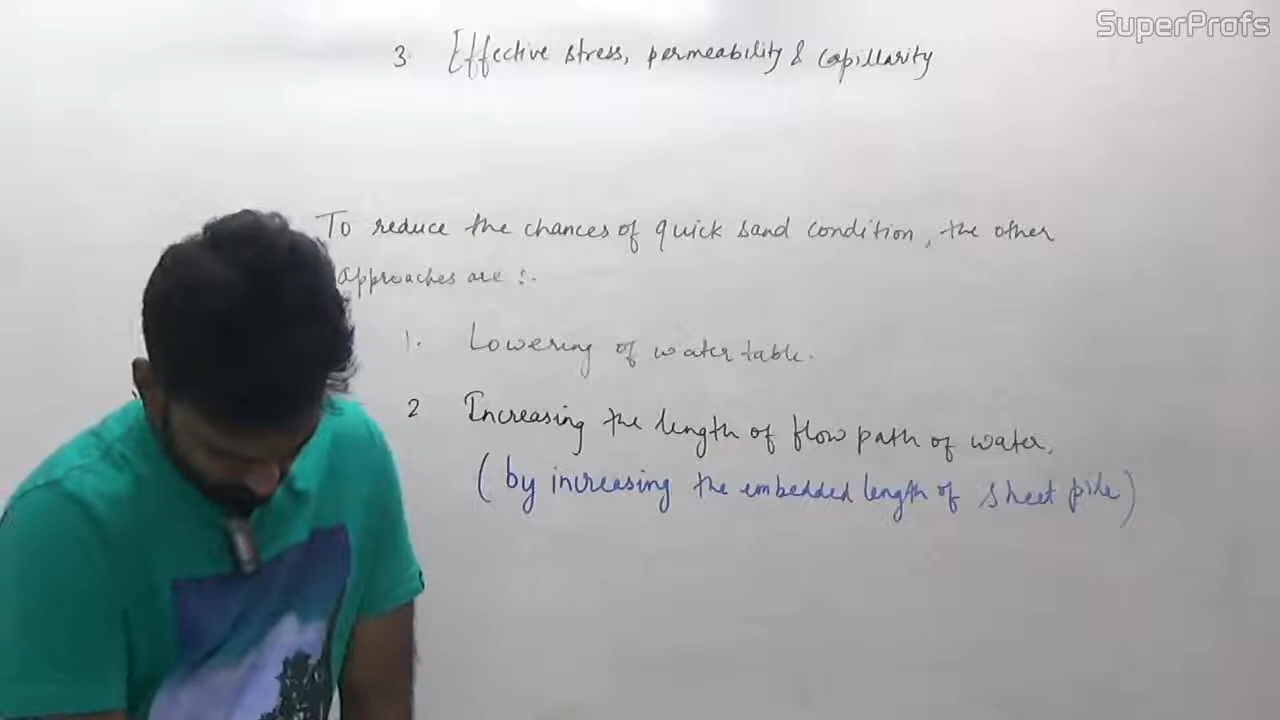 SuperProfs
3. Effective stress, permeability & capillarity
To reduce the chances of quick sand condition, the other
approaches are :-
1. Lowering of water table.
2 Increasing the length of flow path of water.
(by increasing the embedded length of sheet pile)